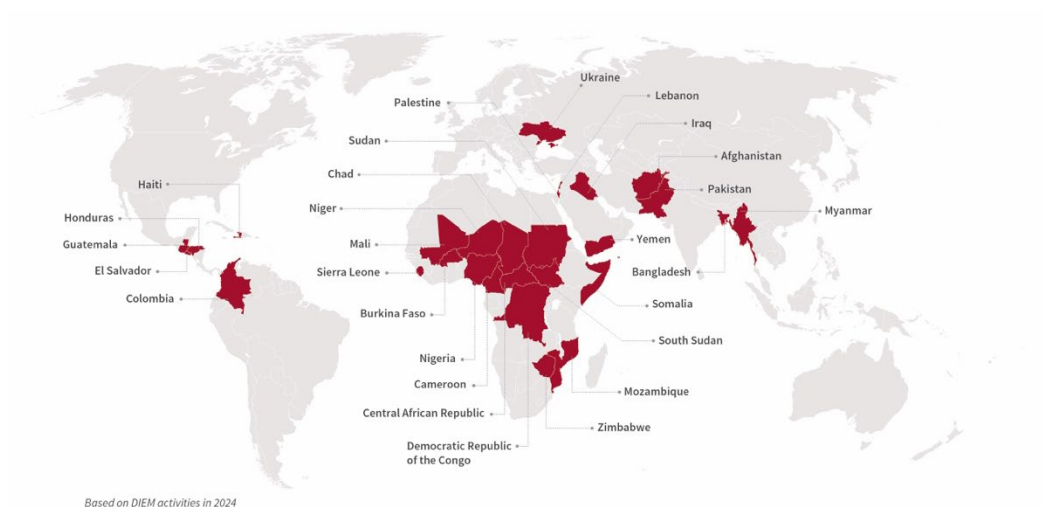 Ukraine
Palestine
Lebanon
Sudan
Iraq
Afghanistan
Chad
Haiti
Pakistan
Niger
Myanmar
Honduras
Guatemala
Mali
Yemen
El Salvador
Sierra Leone
Bangladesh
Colombia
Somalia
Burkina Faso
South Sudan
Nigeria
Cameroon
Mozambique
Central African Republic
Zimbabwe
Democratic Republic
of the Congo
Based on DIEM activities in 2024